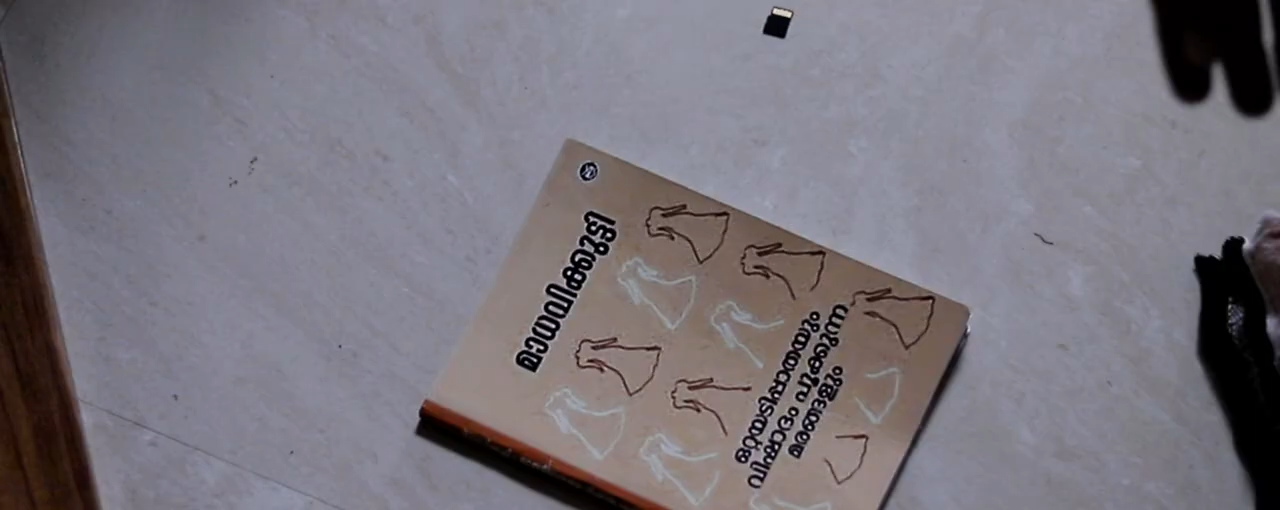 മാധവിക്കുട്ടി
ഒറ്റയടിപ്പാതയും
വിഷാദം പൂക്കുന്ന
മരങ്ങളും